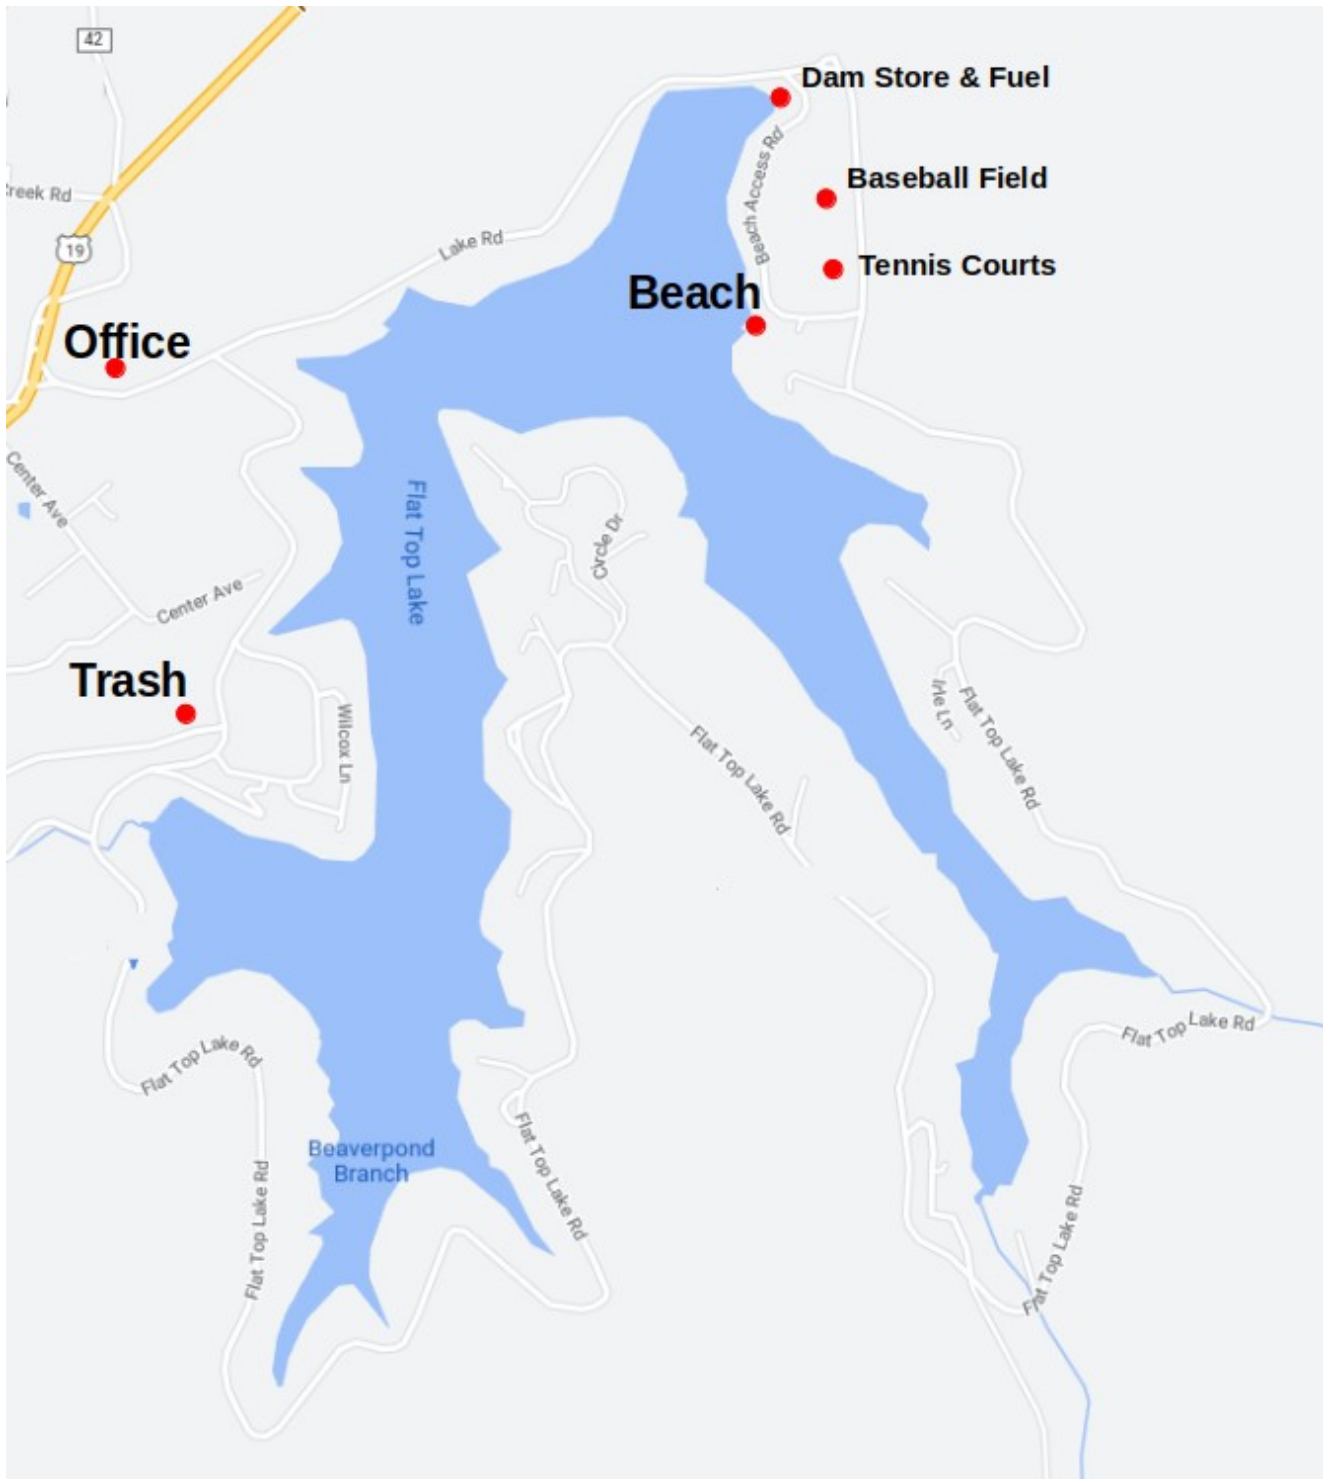 42
Dam Store & Fuel
Beach Access Rd
Baseball Field
reek Rd
19
Lake Rd
Tennis Courts
Beach
Office
Center Ave
Flat Top Lake
Circle Dr
Center Ave
Trash
Wilcox Ln
Irle Ln
Flat Top Lake Rd
Flat Top Lake Rd
Flat Top Lake Rd
Flat Top Lake Rd
Beaverpond
Branch
Flat Top Lake Rd
Flat Top Lake Rd
Flat Top Lake Rd